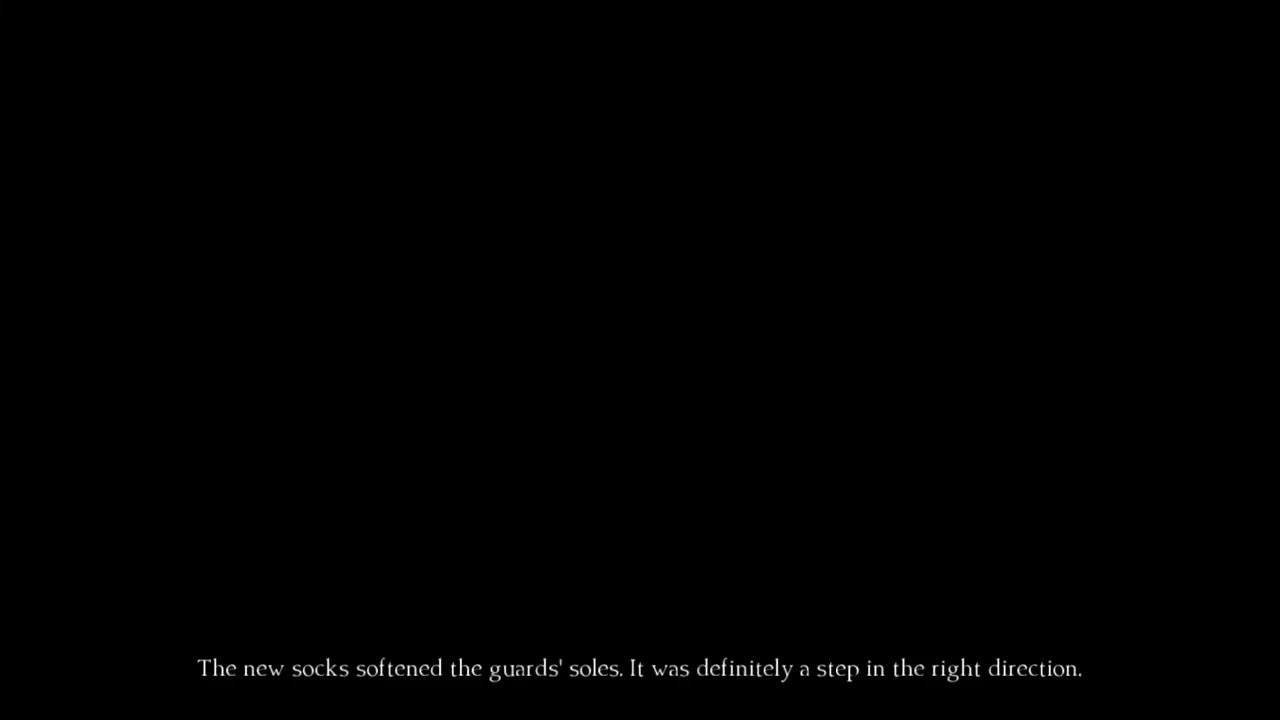 The new socks softened the guards' soles. It was definitely a step in the right direction.